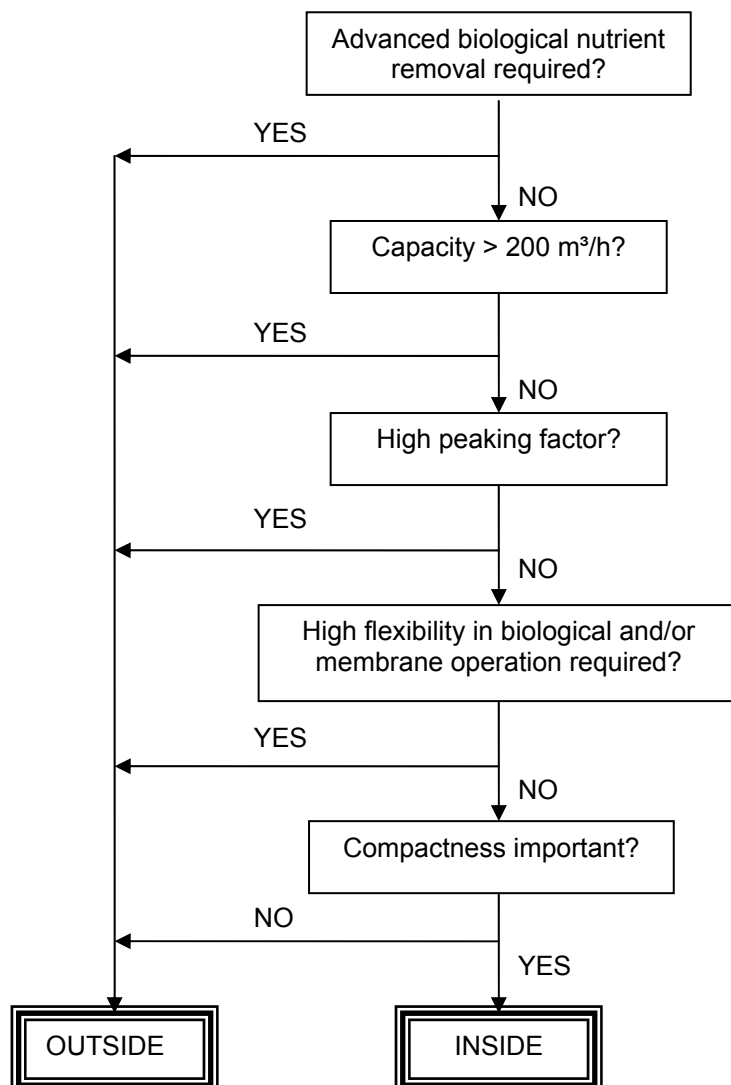 Advanced biological nutrient
removal required?
YES
NO
Capacity > 200 m³/h?
YES
NO
High peaking factor?
YES
NO
High flexibility in biological and/or
membrane operation required?
YES
NO
Compactness important?
NO
YES
OUTSIDE
INSIDE